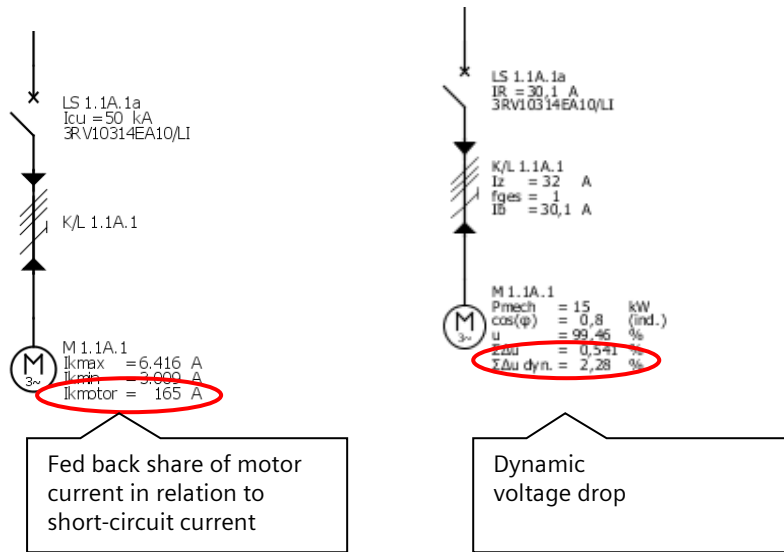 LS 1.1A.1a
Icu =50 kA
3RV10314EA10/LI
K/L 1.1A.1
M
3~
M 1.1A.1
Ikmax =6.416 A
Ikmin = A
Ikmotor = 165 A
Fed back share of motor
current in relation to
short-circuit current
LS 1.1A.1a
IR =30,1 A
3RV10314EA10/LI
K/L 1.1A.1
Iz = 32 A
fges = 1
Ib =30,1 A
M
3~
M 1.1A.1
Pmech = 15 kW
cos(φ) = 0,8 (ind.)
u = 99,46 %
ΣΔu = 0,541 %
ΣΔu dyn. = 2,28 %
Dynamic
voltage drop